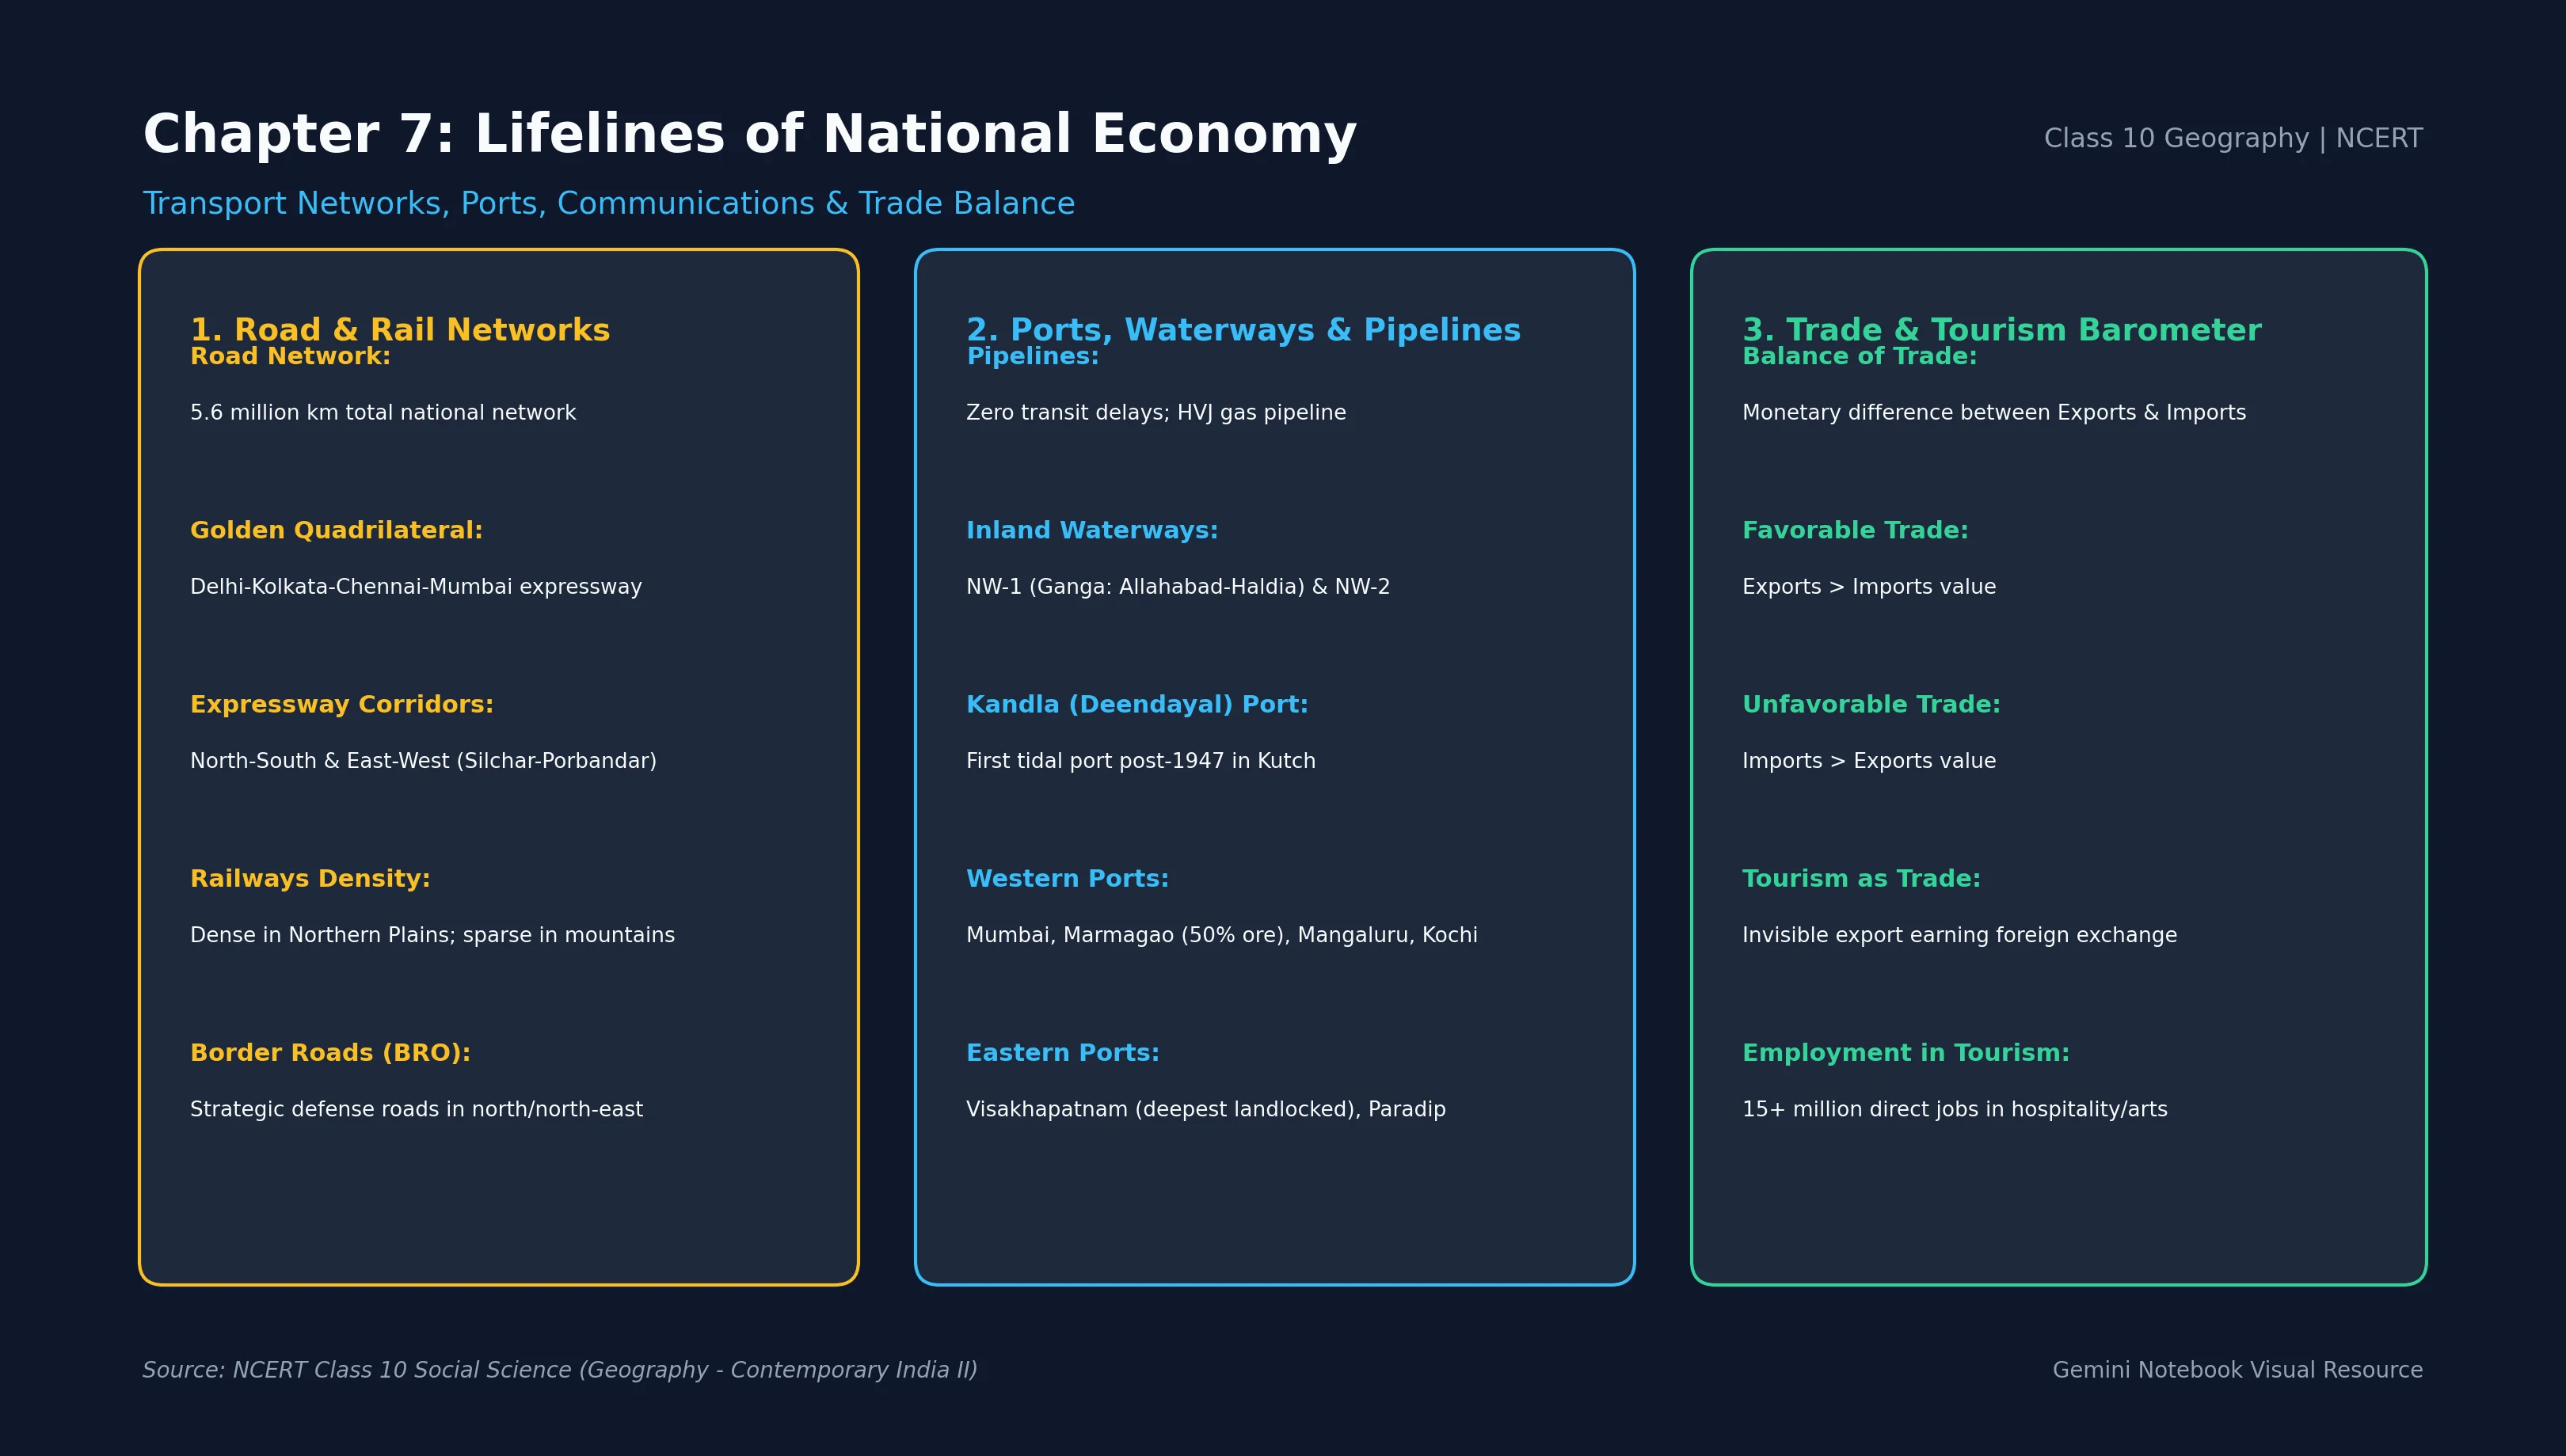 Chapter 7: Lifelines of National Economy
Class 10 Geography | NCERT
Transport Networks, Ports, Communications & Trade Balance
1. Road & Rail Networks
Road Network:
5.6 million km total national network
Golden Quadrilateral:
Delhi-Kolkata-Chennai-Mumbai expressway
Expressway Corridors:
North-South & East-West (Silchar-Porbandar)
Railways Density:
Dense in Northern Plains; sparse in mountains
Border Roads (BRO):
Strategic defense roads in north/north-east
2. Ports, Waterways & Pipelines
Pipelines:
Zero transit delays; HVJ gas pipeline
Inland Waterways:
NW-1 (Ganga: Allahabad-Haldia) & NW-2
Kandla (Deendayal) Port:
First tidal port post-1947 in Kutch
Western Ports:
Mumbai, Marmagao (50% ore), Mangaluru, Kochi
Eastern Ports:
Visakhapatnam (deepest landlocked), Paradip
3. Trade & Tourism Barometer
Balance of Trade:
Monetary difference between Exports & Imports
Favorable Trade:
Exports > Imports value
Unfavorable Trade:
Imports > Exports value
Tourism as Trade:
Invisible export earning foreign exchange
Employment in Tourism:
15+ million direct jobs in hospitality/arts
Source: NCERT Class 10 Social Science (Geography - Contemporary India II)
Gemini Notebook Visual Resource